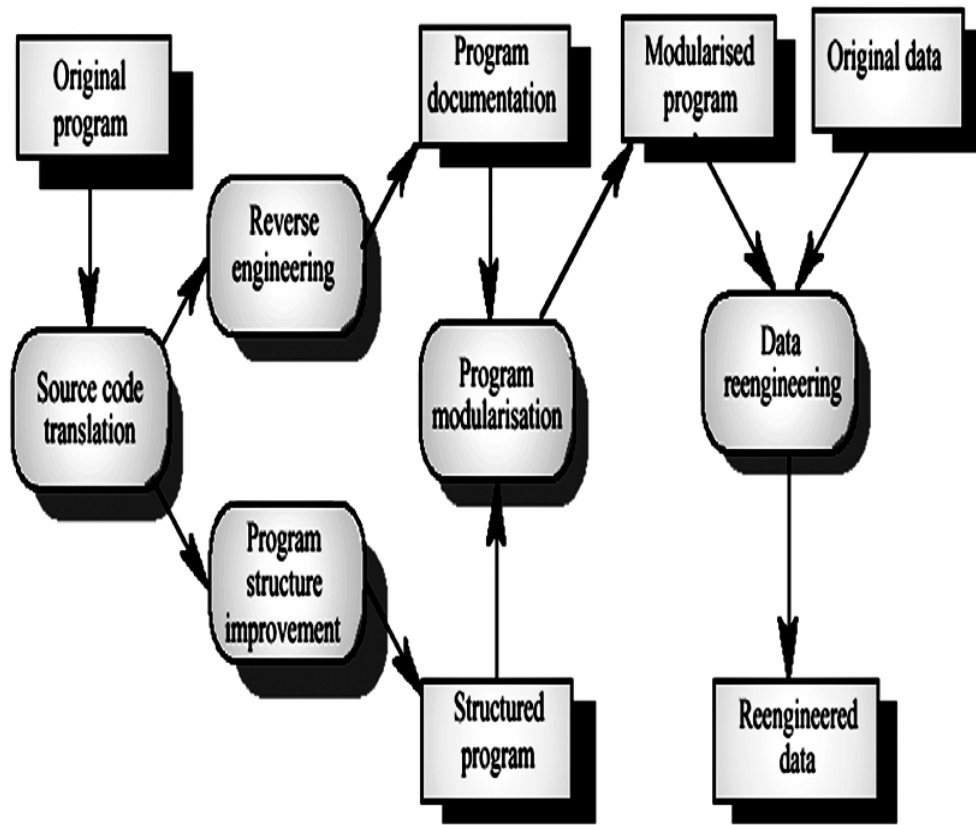 Original
program
Program
documentation
Modularised
program
Original data
Reverse
engineering
Source code
translation
Program
modularisation
Data
reengineering
Program
structure
improvement
Structured
program
Reengineered
data